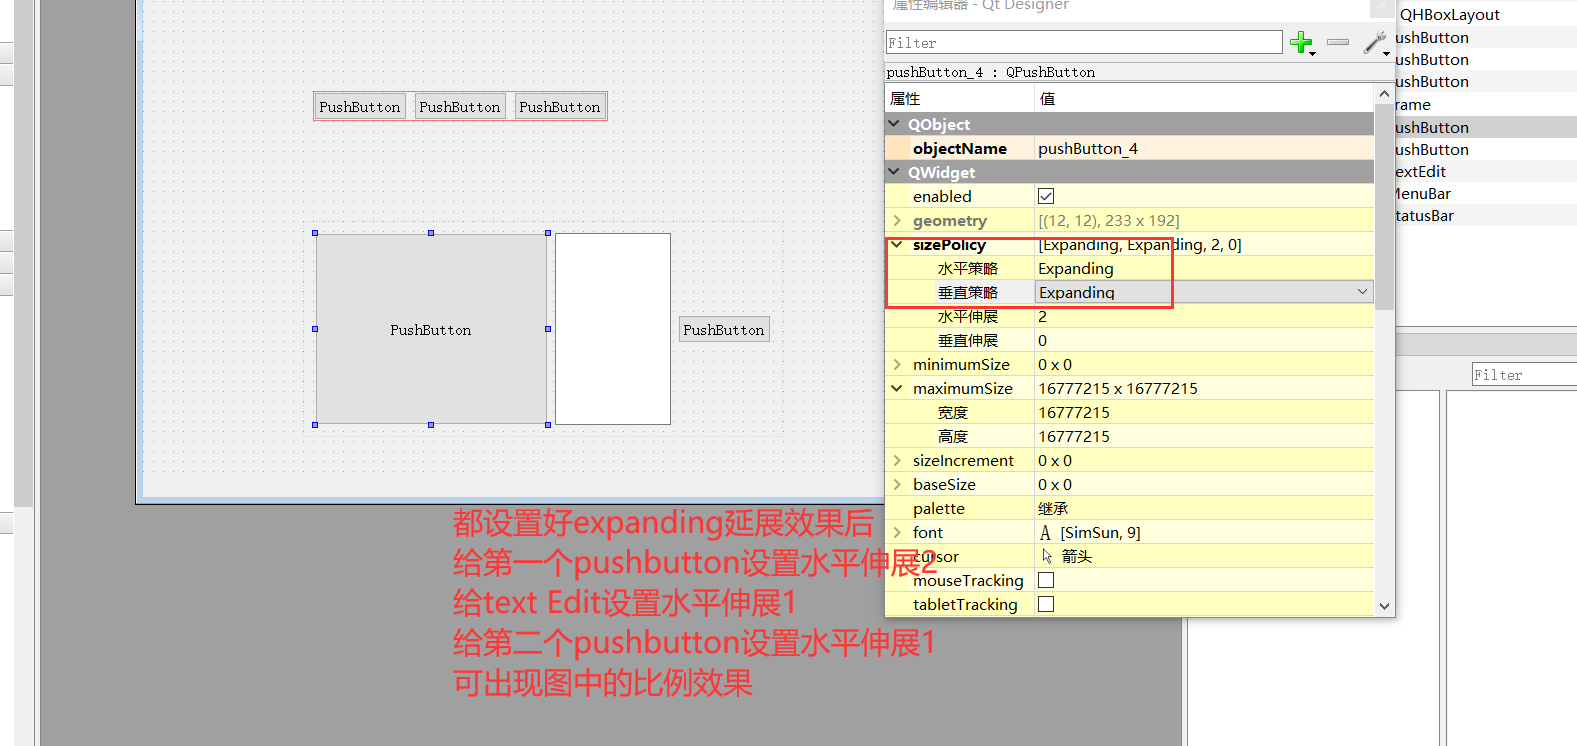 属性编辑器 - Qt Designer
QHBoxLayout
Filter
ushButton
ushButton
pushButton_4 : QPushButton
ushButton
属性 值
rame
PushButton PushButton PushButton
QObject
ushButton
objectName pushButton_4
ushButton
QWidget
extEdit
enabled
MenuBar
geometry [(12, 12), 233 x 192]
tatusBar
sizePolicy [Expanding, Expanding, 2, 0]
水平策略 Expanding
垂直策略 Expanding
水平伸展 2
PushButton
PushButton
垂直伸展 0
minimumSize 0 x 0
Filter
maximumSize 16777215 x 16777215
宽度 16777215
高度 16777215
sizeIncrement 0 x 0
baseSize 0 x 0
palette 继承
font A [SimSun, 9]
cursor 箭头
mouseTracking
tabletTracking
都设置好expanding延展效果后
给第一个pushbutton设置水平伸展2
给text Edit设置水平伸展1
给第二个pushbutton设置水平伸展1
可出现图中的比例效果